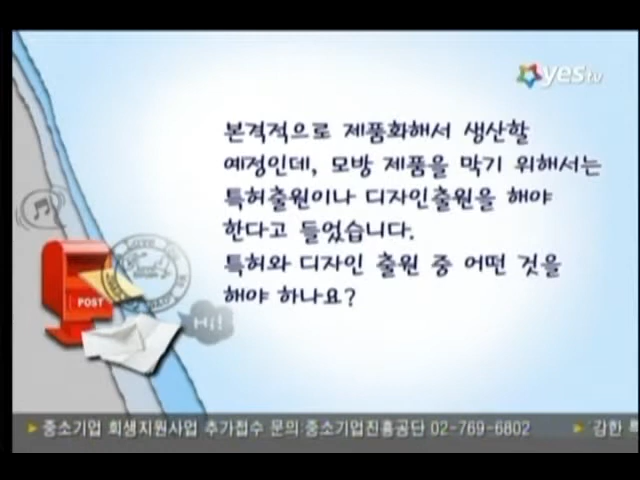 yes tv
본격적으로 제품화해서 생산할
예정인데, 모방 제품을 막기 위해서는
특허출원이나 디자인출원을 해야
한다고 들었습니다.
특허와 디자인 출원 중 어떤 것을
해야 하나요?
POST
Hi!
▶ 중소기업 회생지원사업 추가접수 문의:중소기업진흥공단 02-769-6802 ▶ 감한